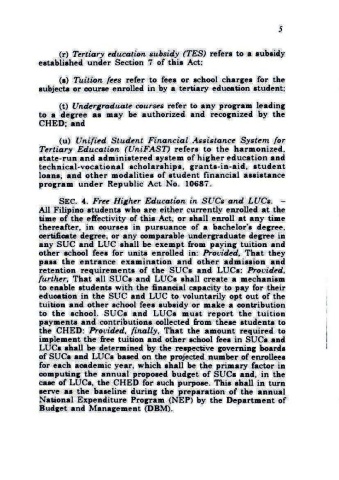 5
(r) Tertiary education subsidy (TES) refers to a subsidy
established under Section 7 of this Act;
(s) Tuition fees refer to fees or school charges for the
subjects or course enrolled in by a tertiary education student;
(t) Undergraduate courses refer to any program leading
to a degree as may be authorized and recognized by the
CHED; and
(u) Unified Student Financial Assistance System for
Tertiary Education (UniFAST) refers to the harmonized,
state-run and administered system of higher education and
technical-vocational scholarships, grants-in-aid, student
loans, and other modalities of student financial assistance
program under Republic Act No. 10687.
SEC. 4. Free Higher Education in SUCs and LUCs. –
All Filipino students who are either currently enrolled at the
time of the effectivity of this Act, or shall enroll at any time
thereafter, in courses in pursuance of a bachelor's degree,
certificate degree, or any comparable undergraduate degree in
any SUC and LUC shall be exempt from paying tuition and
other school fees for units enrolled in: Provided, That they
pass the entrance examination and other admission and
retention requirements of the SUCs and LUCs: Provided,
further, That all SUCs and LUCs shall create a mechanism
to enable students with the financial capacity to pay for their
education in the SUC and LUC to voluntarily opt out of the
tuition and other school fees subsidy or make a contribution
to the school. SUCs and LUCs must report the tuition
payments and contributions collected from these students to
the CHED: Provided, finally, That the amount required to
implement the free tuition and other school fees in SUCs and
LUCs shall be determined by the respective governing boards
of SUCs and LUCs based on the projected number of enrollees
for each academic year, which shall be the primary factor in
computing the annual proposed budget of SUCs and, in the
case of LUCs, the CHED for such purpose. This shall in turn
serve as the baseline during the preparation of the annual
National Expenditure Program (NEP) by the Department of
Budget and Management (DBM).